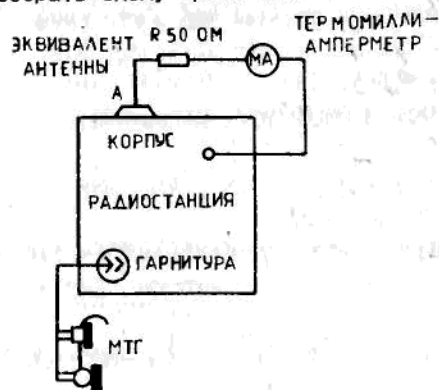 ЭКВИВАЛЕНТ
АНТЕННЫ
R 50 ОМ
ТЕРМОМИЛЛИ-
АМПЕРМЕТР
МА
А
КОРПУС
РАДИОСТАНЦИЯ
ГАРНИТУРА
МТГ